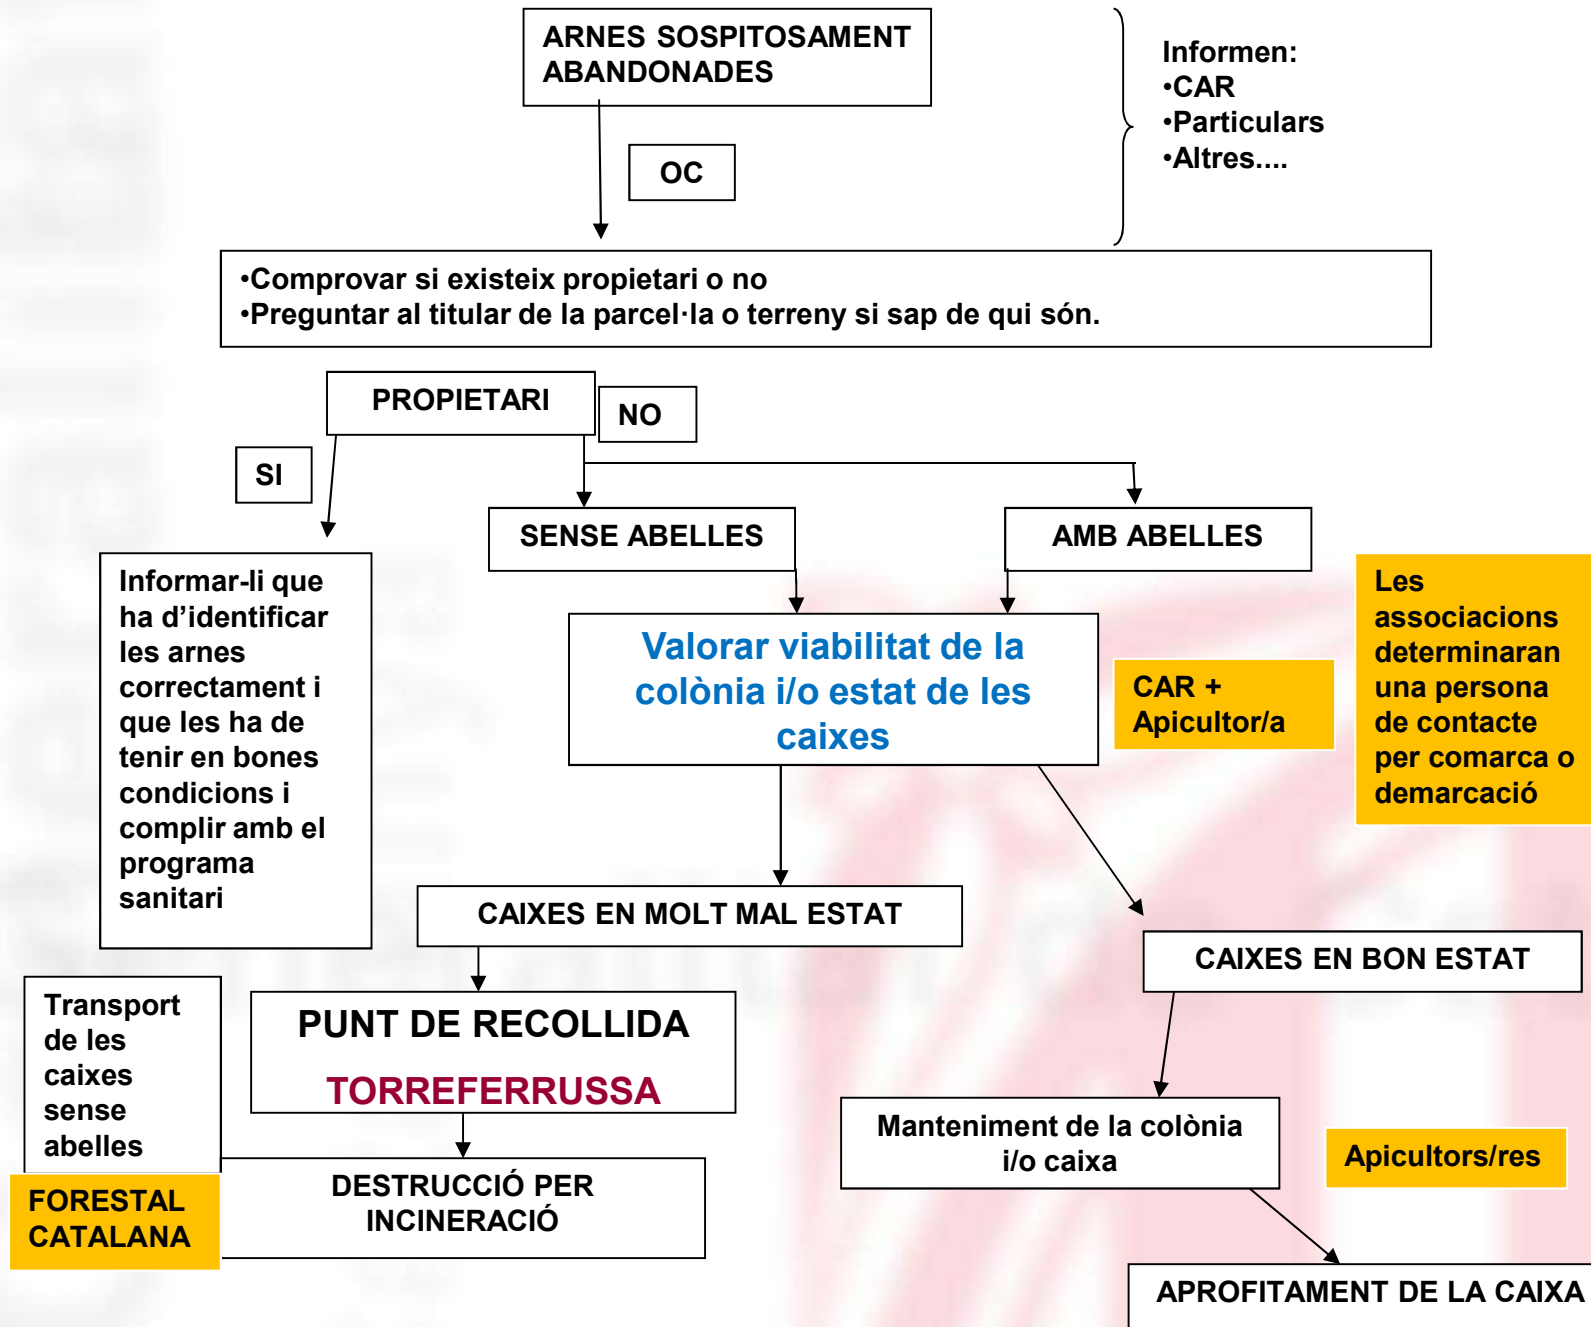 ARNES SOSPITOSAMENT
ABANDONADES
Informen:
•CAR
•Particulars
•Altres....
OC
•Comprovar si existeix propietari o no
•Preguntar al titular de la parcel·la o terreny si sap de qui són.
PROPIETARI
NO
SI
SENSE ABELLES
AMB ABELLES
Informar-li que
ha d’identificar
les arnes
correctament i
que les ha de
tenir en bones
condicions i
complir amb el
programa
sanitari
Valorar viabilitat de la
colònia i/o estat de les
caixes
CAR +
Apicultor/a
Les
associacions
determinaran
una persona
de contacte
per comarca o
demarcació
CAIXES EN MOLT MAL ESTAT
CAIXES EN BON ESTAT
Transport
de les
caixes
sense
abelles
PUNT DE RECOLLIDA
TORREFERRUSSA
Manteniment de la colònia
i/o caixa
Apicultors/res
FORESTAL
CATALANA
DESTRUCCIÓ PER
INCINERACIÓ
APROFITAMENT DE LA CAIXA